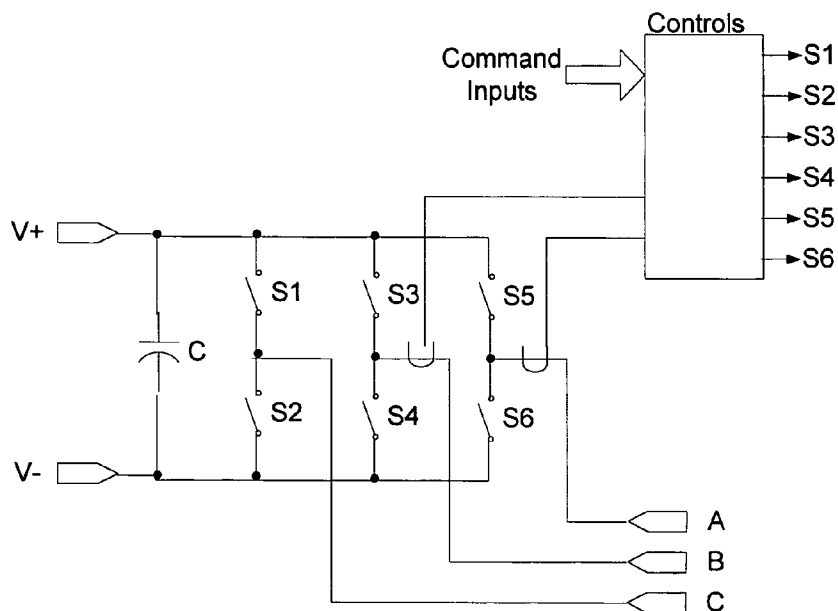 Controls
Command
Inputs
S1
S2
S3
S4
S5
S6
V+
S1
S3
S5
C
S2
S4
S6
V-
A
B
C